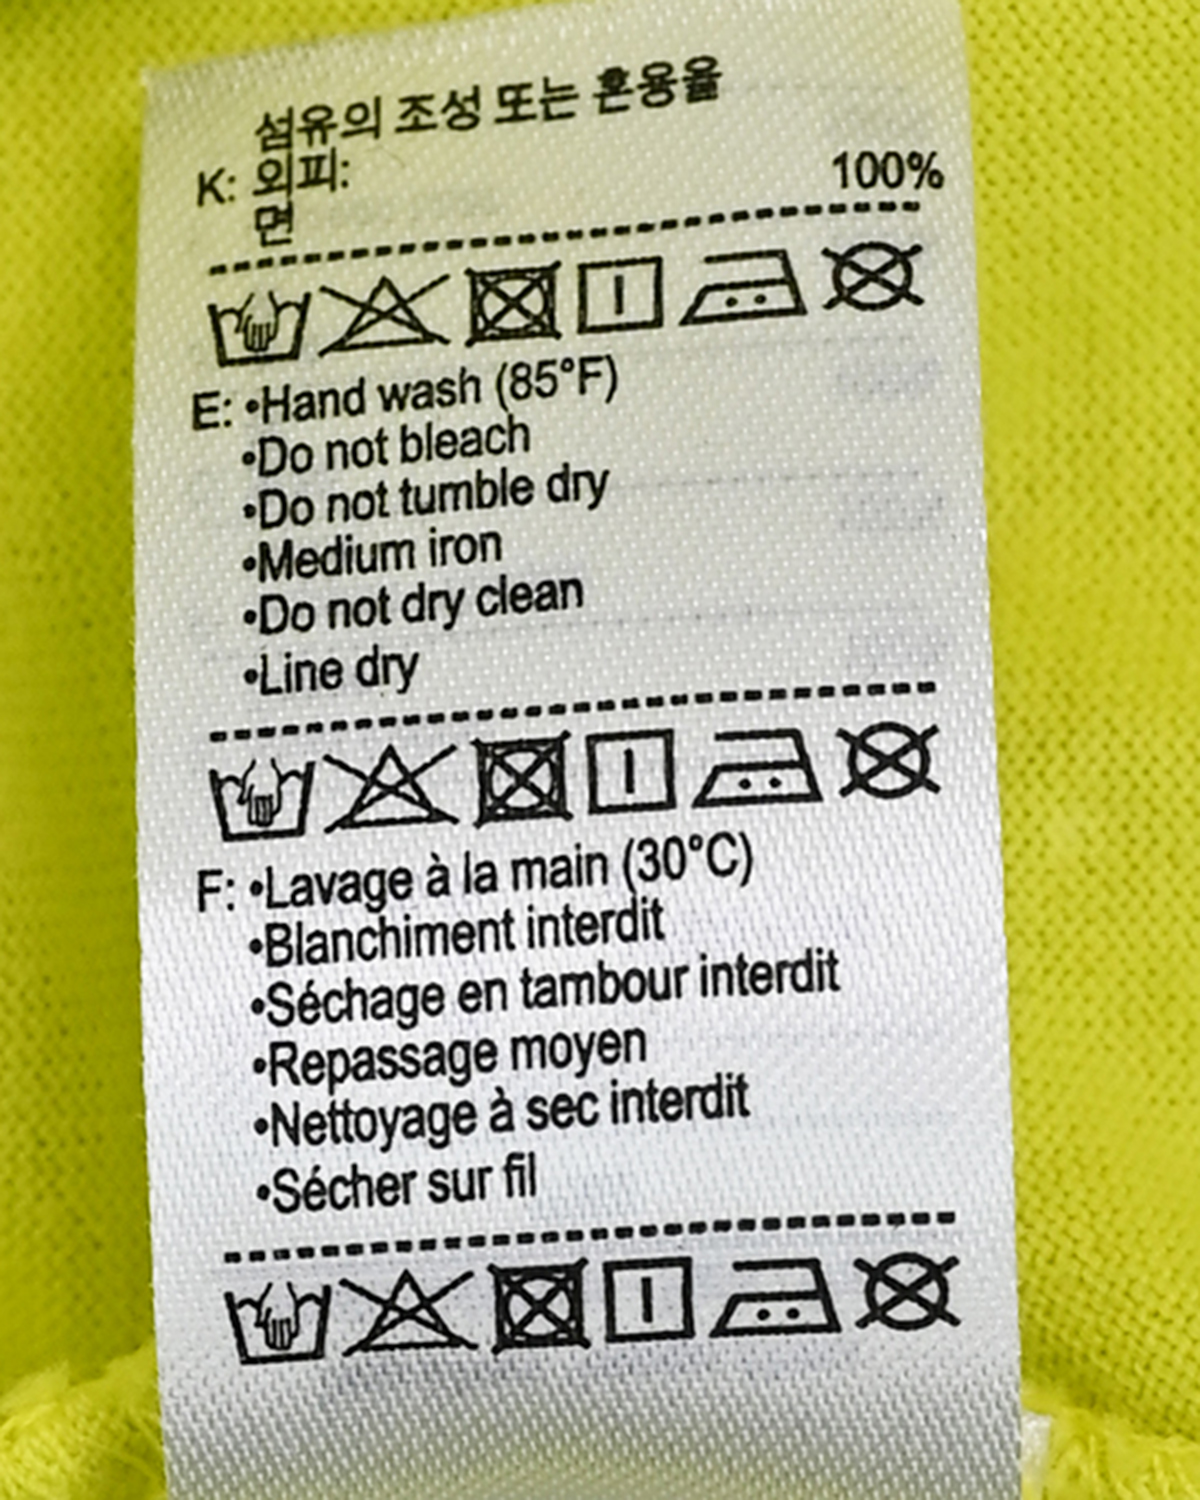 섬유의 조성 또는 혼용율
K: 외피:
면 100%
E: •Hand wash (85°F)
•Do not bleach
•Do not tumble dry
•Medium iron
•Do not dry clean
•Line dry
F: •Lavage à la main (30°C)
•Blanchiment interdit
•Séchage en tambour interdit
•Repassage moyen
•Nettoyage à sec interdit
•Sécher sur fil